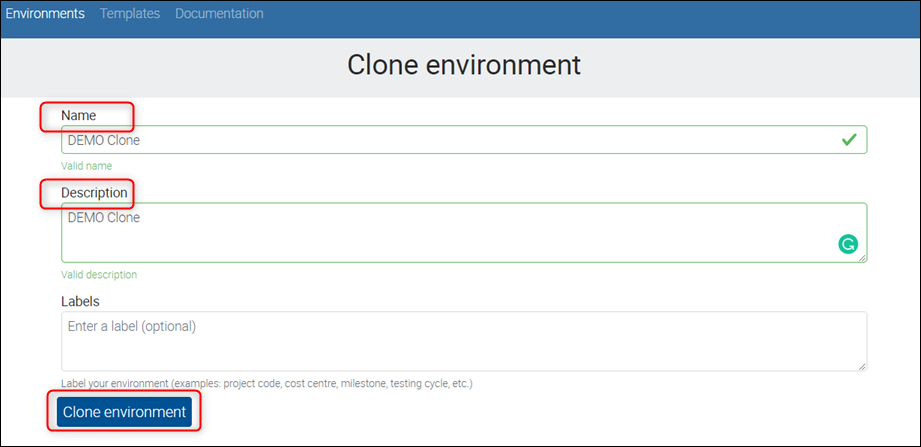 Environments Templates Documentation
Clone environment
Name
DEMO Clone
Valid name
Description
DEMO Clone
Valid description
Labels
Enter a label (optional)
Label your environment (examples: project code, cost centre, milestone, testing cycle, etc.)
Clone environment